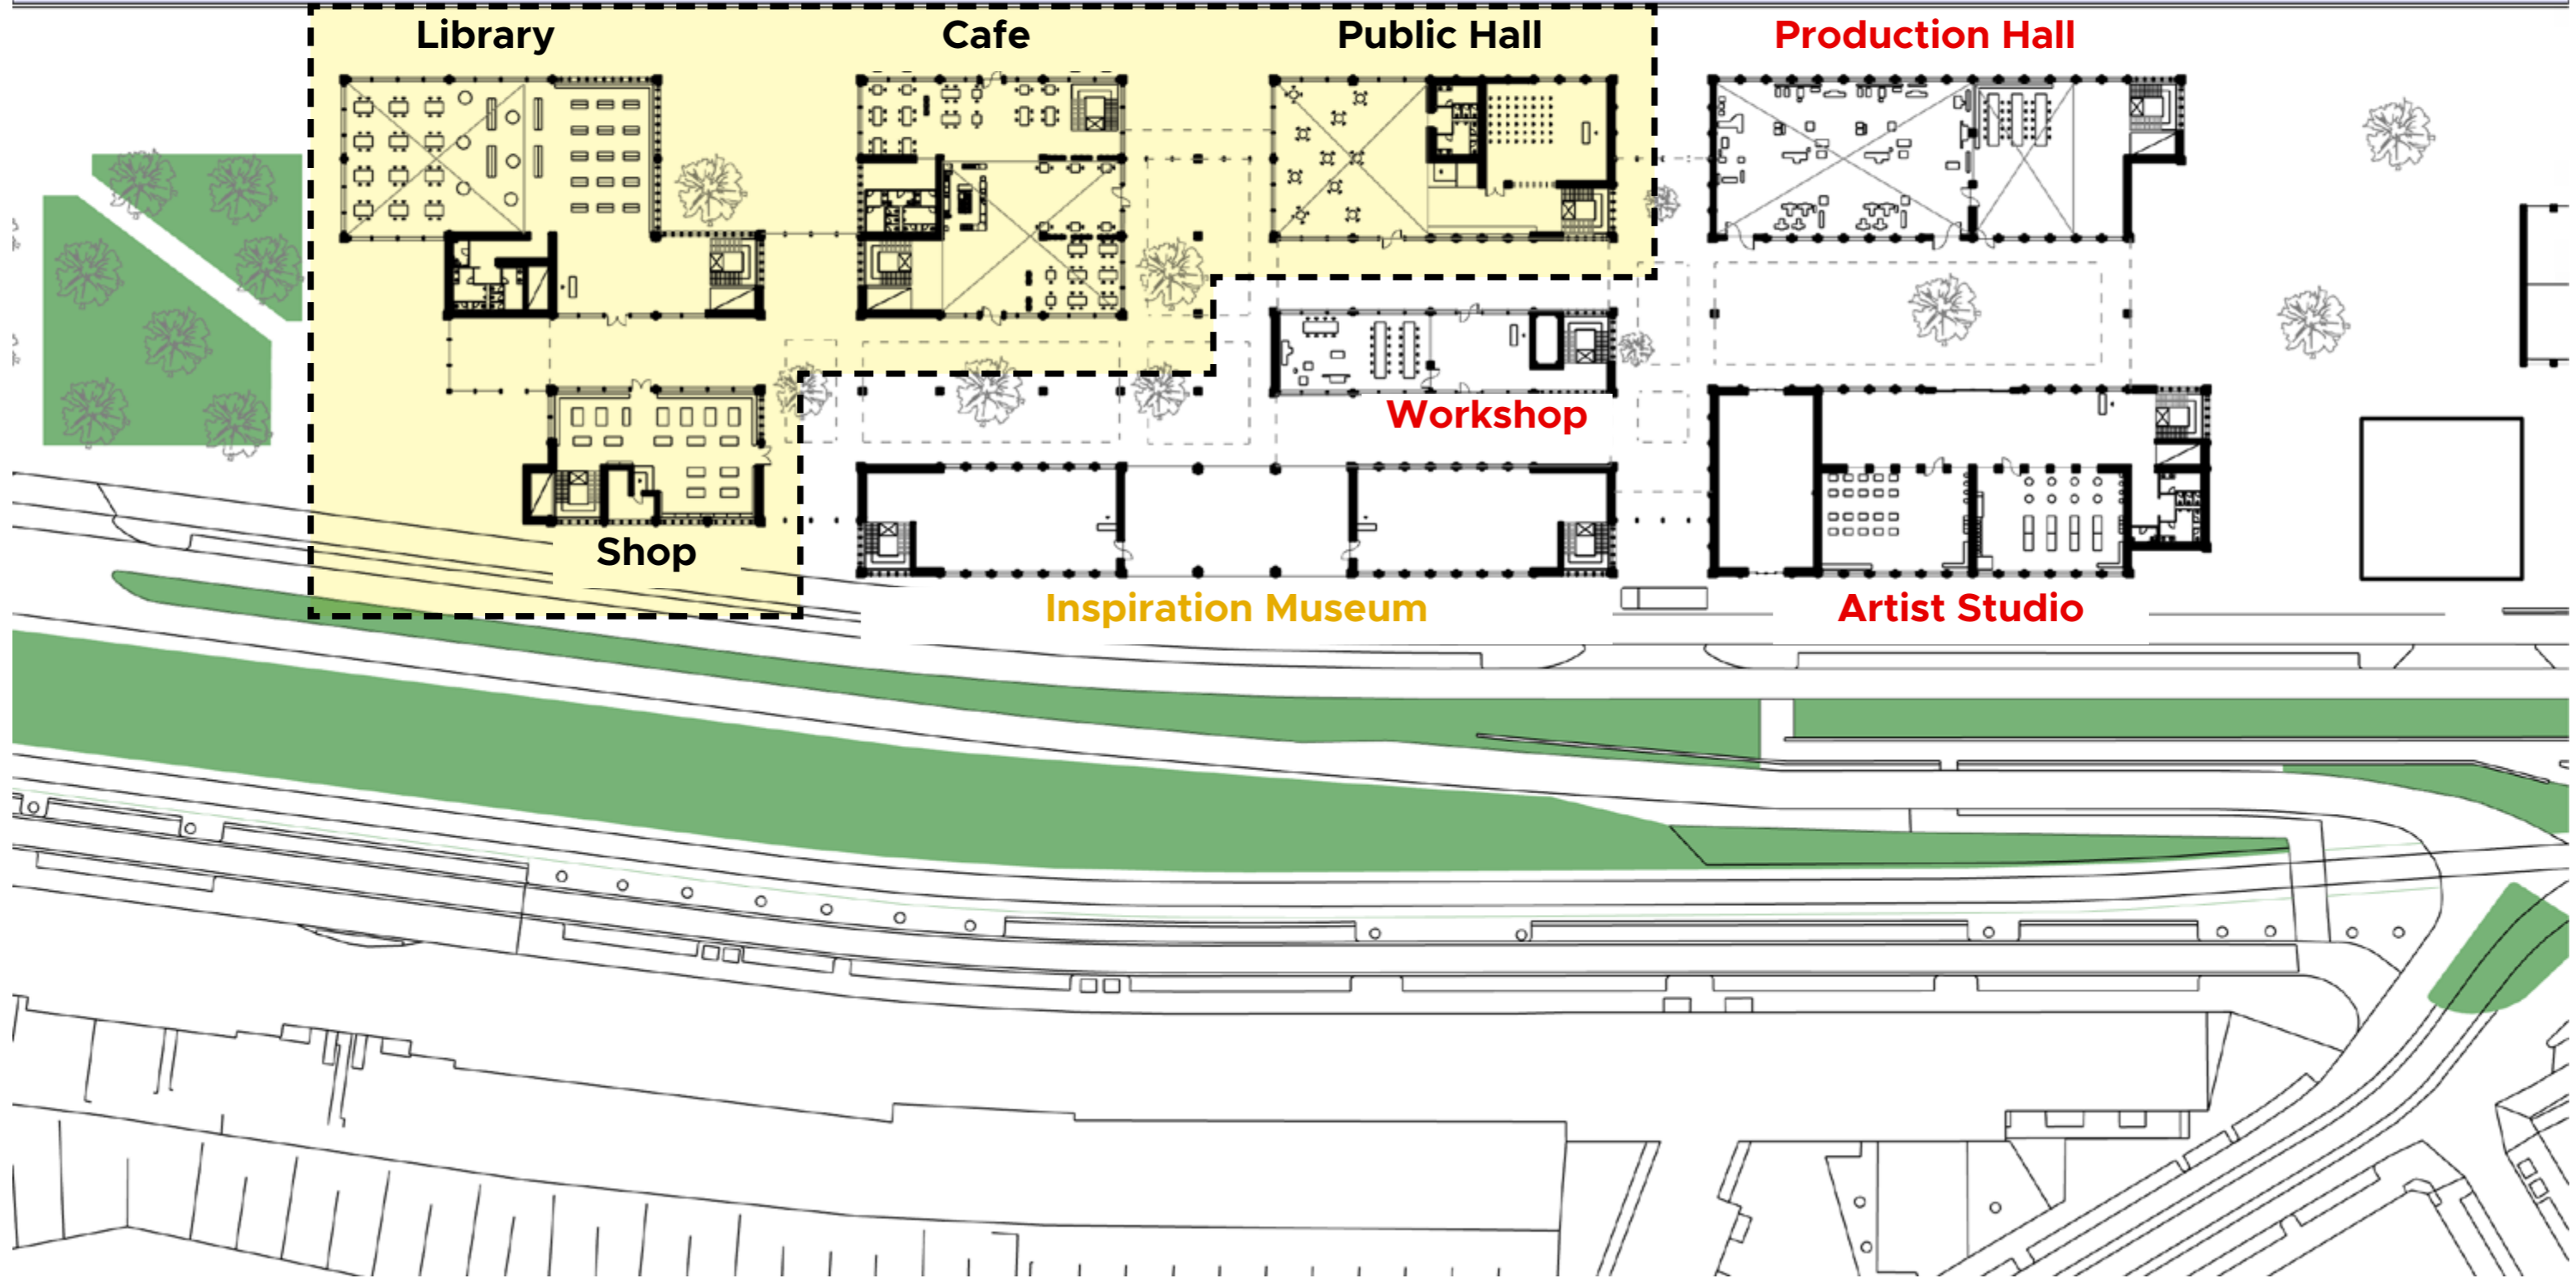 Library
Cafe
Public Hall
Production Hall
Workshop
Shop
Inspiration Museum
Artist Studio